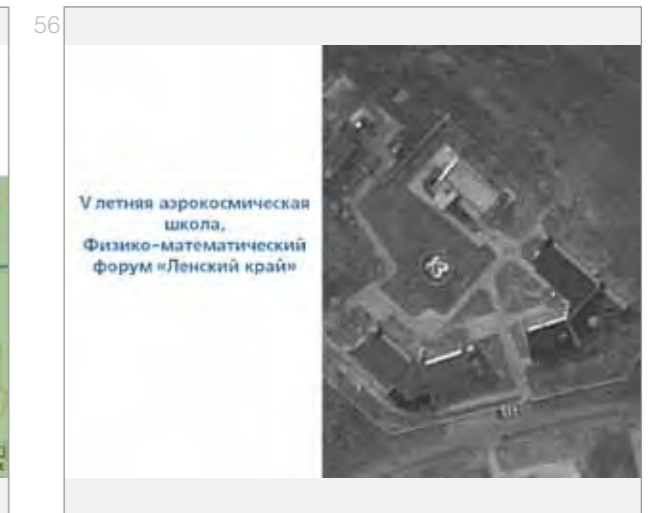 56
V летняя аэрокосмическая
школа,
Физико-математический
форум «Ленский край»